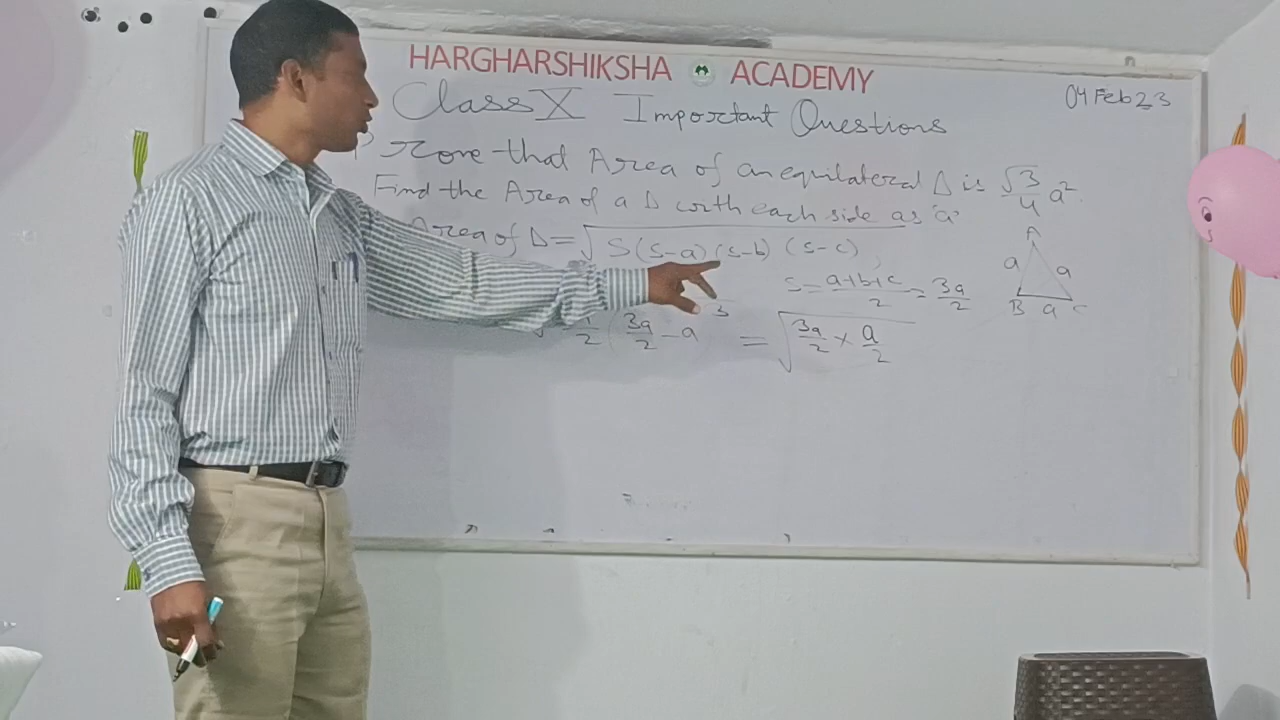 HARGHARSHIKSHA ACADEMY
04 Feb 23
Class X Important Questions
Prove that Area of an equilateral Δ is √3/4 a².
Find the Area of a Δ with each side as 'a'
Area of Δ = √S(S-a)(S-b)(S-c)
S = a+b+c/2 = 3a/2
(3a/2 - a)³ = √3a/2 × a/2
A
a a
B a C